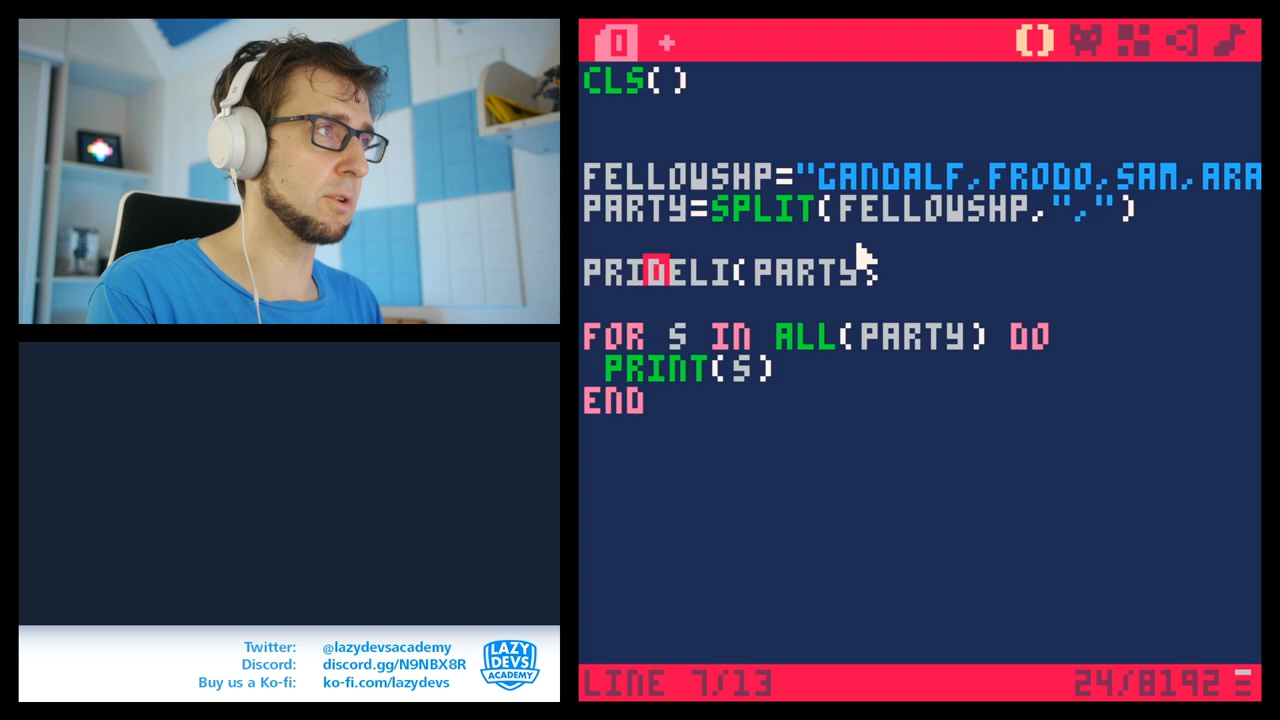 0 +
CLS()
FELLOWSHP="GANDALF,FRODO,SAM,ARA
PARTY=SPLIT(FELLOWSHP,",")
PRIDELI(PARTY)
FOR S IN ALL(PARTY) DO
PRINT(S)
END
LINE 7/13 24/8192
Twitter: @lazydevsacademy
Discord: discord.gg/N9NBX8R
Buy us a Ko-fi: ko-fi.com/lazydevs
LAZY
DEVS
ACADEMY